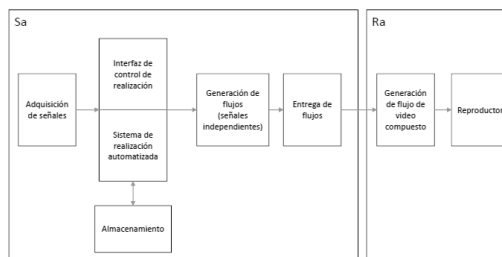 Sa
Ra
Interfaz de
control de
realización
Adquisición
de señales
Sistema de
realización
automatizada
Almacenamiento
Generación de
flujos
(señales
independientes)
Entrega de
flujos
Generación
de flujo de
video
compuesto
Reproductor